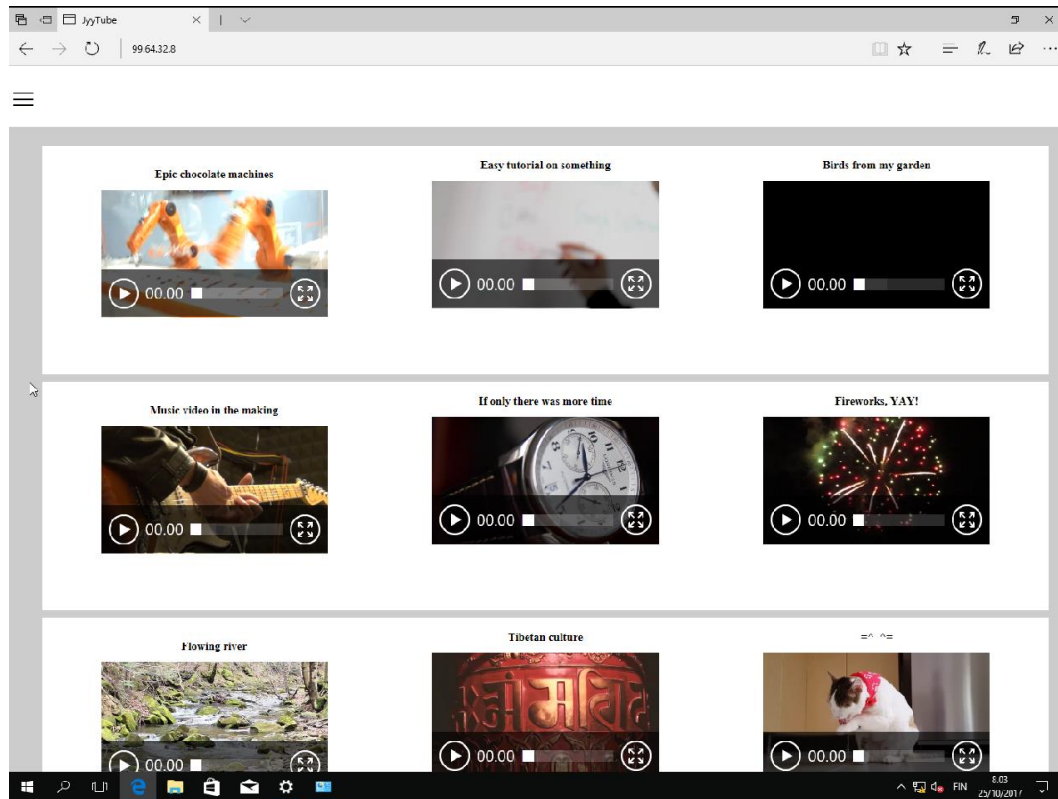 JyyTube
99.64.32.8
Epic chocolate machines
Easy tutorial on something
Birds from my garden
00.00
00.00
00.00
Music video in the making
If only there was more time
Fireworks, YAY!
00.00
00.00
00.00
Flowing river
Tibetan culture
=^ ^=
00.00
00.00
00.00
FIN
8.03
25/10/2017